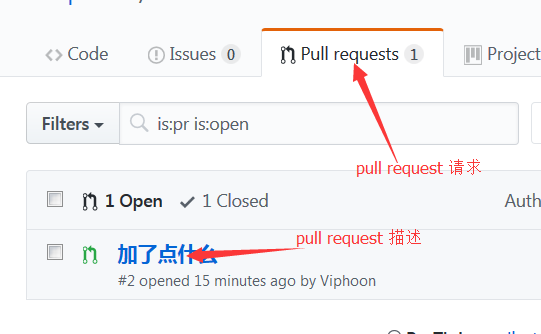 Code
Issues 0
Pull requests 1
Project
Filters
is:pr is:open
pull request 请求
1 Open
1 Closed
Auth
pull request 描述
加了点什么
#2 opened 15 minutes ago by Viphoon